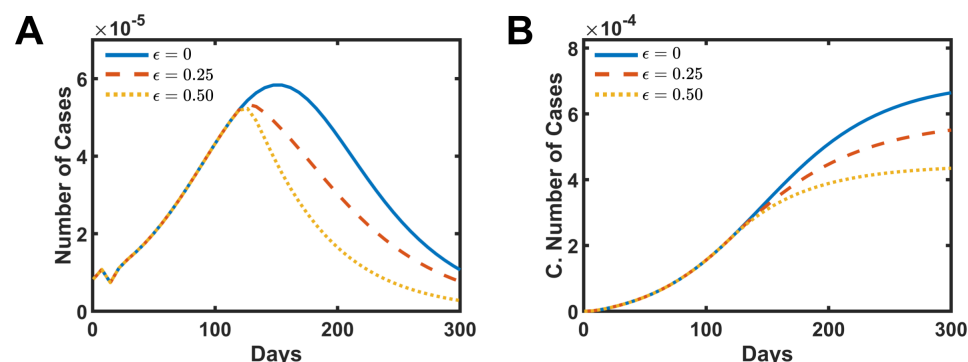 A
×10⁻⁵
ϵ = 0
ϵ = 0.25
ϵ = 0.50
6
4
2
0
Number of Cases
0 100 200 300
Days
B
×10⁻⁴
ϵ = 0
ϵ = 0.25
ϵ = 0.50
8
6
4
2
0
C. Number of Cases
0 100 200 300
Days